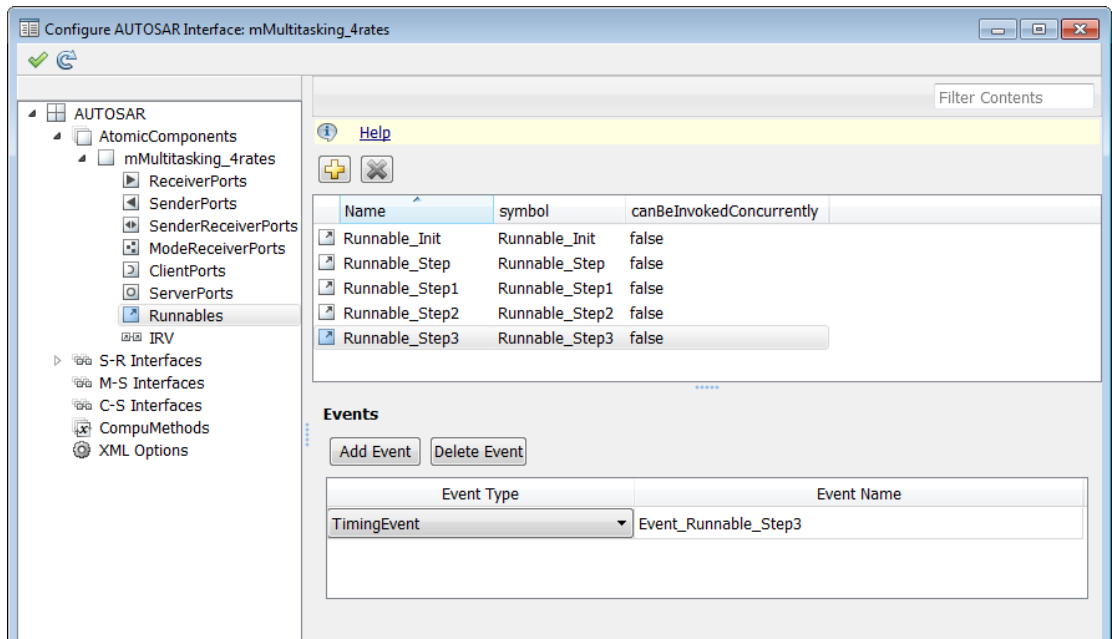 Configure AUTOSAR Interface: mMultitasking_4rates
Filter Contents
AUTOSAR
AtomicComponents
mMultitasking_4rates
ReceiverPorts
SenderPorts
SenderReceiverPorts
ModeReceiverPorts
ClientPorts
ServerPorts
Runnables
IRV
S-R Interfaces
M-S Interfaces
C-S Interfaces
CompuMethods
XML Options
Help
Name symbol canBeInvokedConcurrently
Runnable_Init Runnable_Init false
Runnable_Step Runnable_Step false
Runnable_Step1 Runnable_Step1 false
Runnable_Step2 Runnable_Step2 false
Runnable_Step3 Runnable_Step3 false
Events
Add Event Delete Event
Event Type Event Name
TimingEvent Event_Runnable_Step3